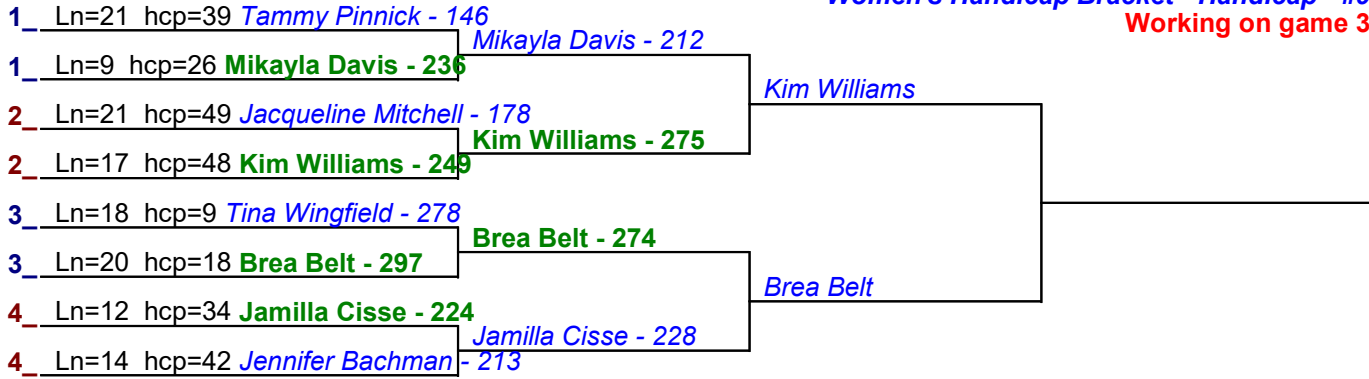 Women's Handicap Bracket - Handicap - #
Working on game 3
1_ Ln=21 hcp=39 Tammy Pinnick - 146
Mikayla Davis - 212
1_ Ln=9 hcp=26 Mikayla Davis - 236
Kim Williams
2_ Ln=21 hcp=49 Jacqueline Mitchell - 178
Kim Williams - 275
2_ Ln=17 hcp=48 Kim Williams - 249
3_ Ln=18 hcp=9 Tina Wingfield - 278
Brea Belt - 274
3_ Ln=20 hcp=18 Brea Belt - 297
Brea Belt
4_ Ln=12 hcp=34 Jamilla Cisse - 224
Jamilla Cisse - 228
4_ Ln=14 hcp=42 Jennifer Bachman - 213